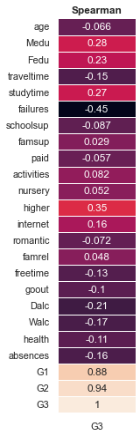 Spearman
age -0.066
Medu 0.28
Fedu 0.23
traveltime -0.15
studytime 0.27
failures -0.45
schoolsup -0.087
famsup 0.029
paid -0.057
activities 0.082
nursery 0.052
higher 0.35
internet 0.16
romantic -0.072
famrel 0.048
freetime -0.13
goout -0.1
Dalc -0.21
Walc -0.17
health -0.11
absences -0.16
G1 0.88
G2 0.94
G3 1
G3